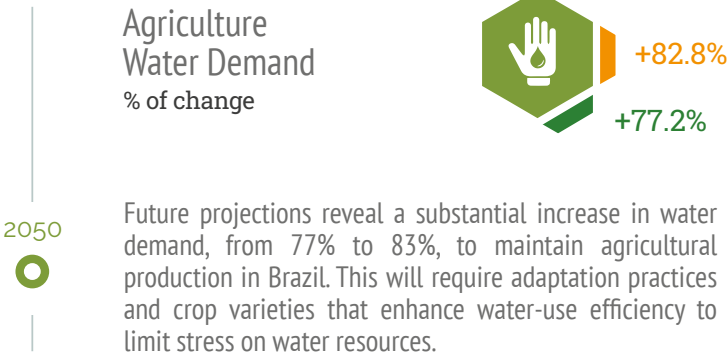 Agriculture
Water Demand
% of change
+82.8%
+77.2%
2050
Future projections reveal a substantial increase in water
demand, from 77% to 83%, to maintain agricultural
production in Brazil. This will require adaptation practices
and crop varieties that enhance water-use efficiency to
limit stress on water resources.